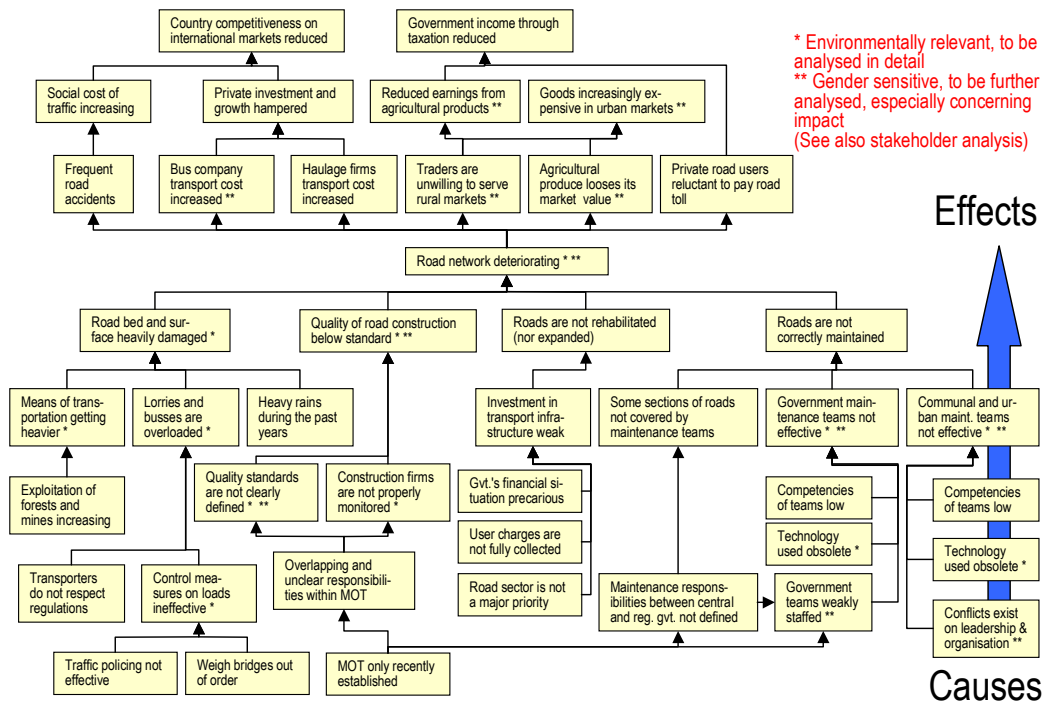 Country competitiveness on
international markets reduced
Government income through
taxation reduced
* Environmentally relevant, to be
analysed in detail
** Gender sensitive, to be further
analysed, especially concerning
impact
(See also stakeholder analysis)
Social cost of
traffic increasing
Private investment and
growth hampered
Reduced earnings from
agricultural products **
Goods increasingly ex-
pensive in urban markets **
Frequent
road
accidents
Bus company
transport cost
increased **
Haulage firms
transport cost
increased
Traders are
unwilling to serve
rural markets **
Agricultural
produce looses its
market value **
Private road users
reluctant to pay road
toll
Effects
Road network deteriorating * **
Road bed and sur-
face heavily damaged *
Quality of road construction
below standard * **
Roads are not rehabilitated
(nor expanded)
Roads are not
correctly maintained
Means of trans-
portation getting
heavier *
Lorries and
busses are
overloaded *
Heavy rains
during the past
years
Investment in
transport infra-
structure weak
Some sections of roads
not covered by
maintenance teams
Government main-
tenance teams not
effective * **
Communal and ur-
ban maint. teams
not effective * **
Exploitation of
forests and
mines increasing
Quality standards
are not clearly
defined * **
Construction firms
are not properly
monitored *
Gvt.'s financial si-
tuation precarious
Competencies
of teams low
Competencies
of teams low
User charges are
not fully collected
Technology
used obsolete *
Technology
used obsolete *
Transporters
do not respect
regulations
Control mea-
sures on loads
ineffective *
Overlapping and
unclear responsibili-
ties within MOT
Road sector is not
a major priority
Maintenance respons-
ibilities between central
and reg. gvt. not defined
Government
teams weakly
staffed **
Conflicts exist
on leadership &
organisation **
Traffic policing not
effective
Weigh bridges out
of order
MOT only recently
established
Causes